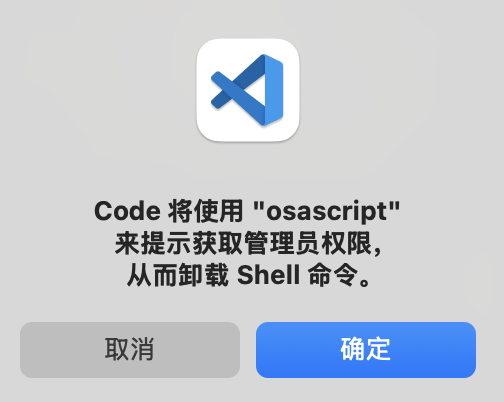 Code 将使用 "osascript"
来提示获取管理员权限，
从而卸载 Shell 命令。
取消
确定